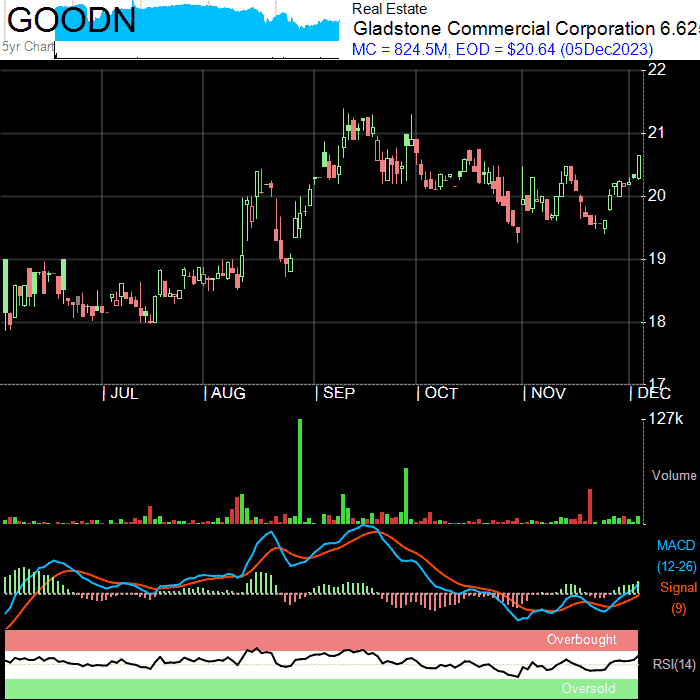 GOODN
Real Estate
Gladstone Commercial Corporation 6.62
5yr Chart
MC = 824.5M, EOD = $20.64 (05Dec2023)
22
21
20
19
18
17
JUL
AUG
SEP
OCT
NOV
DEC
127k
Volume
MACD
(12-26)
Signal
(9)
Overbought
RSI(14)
Oversold